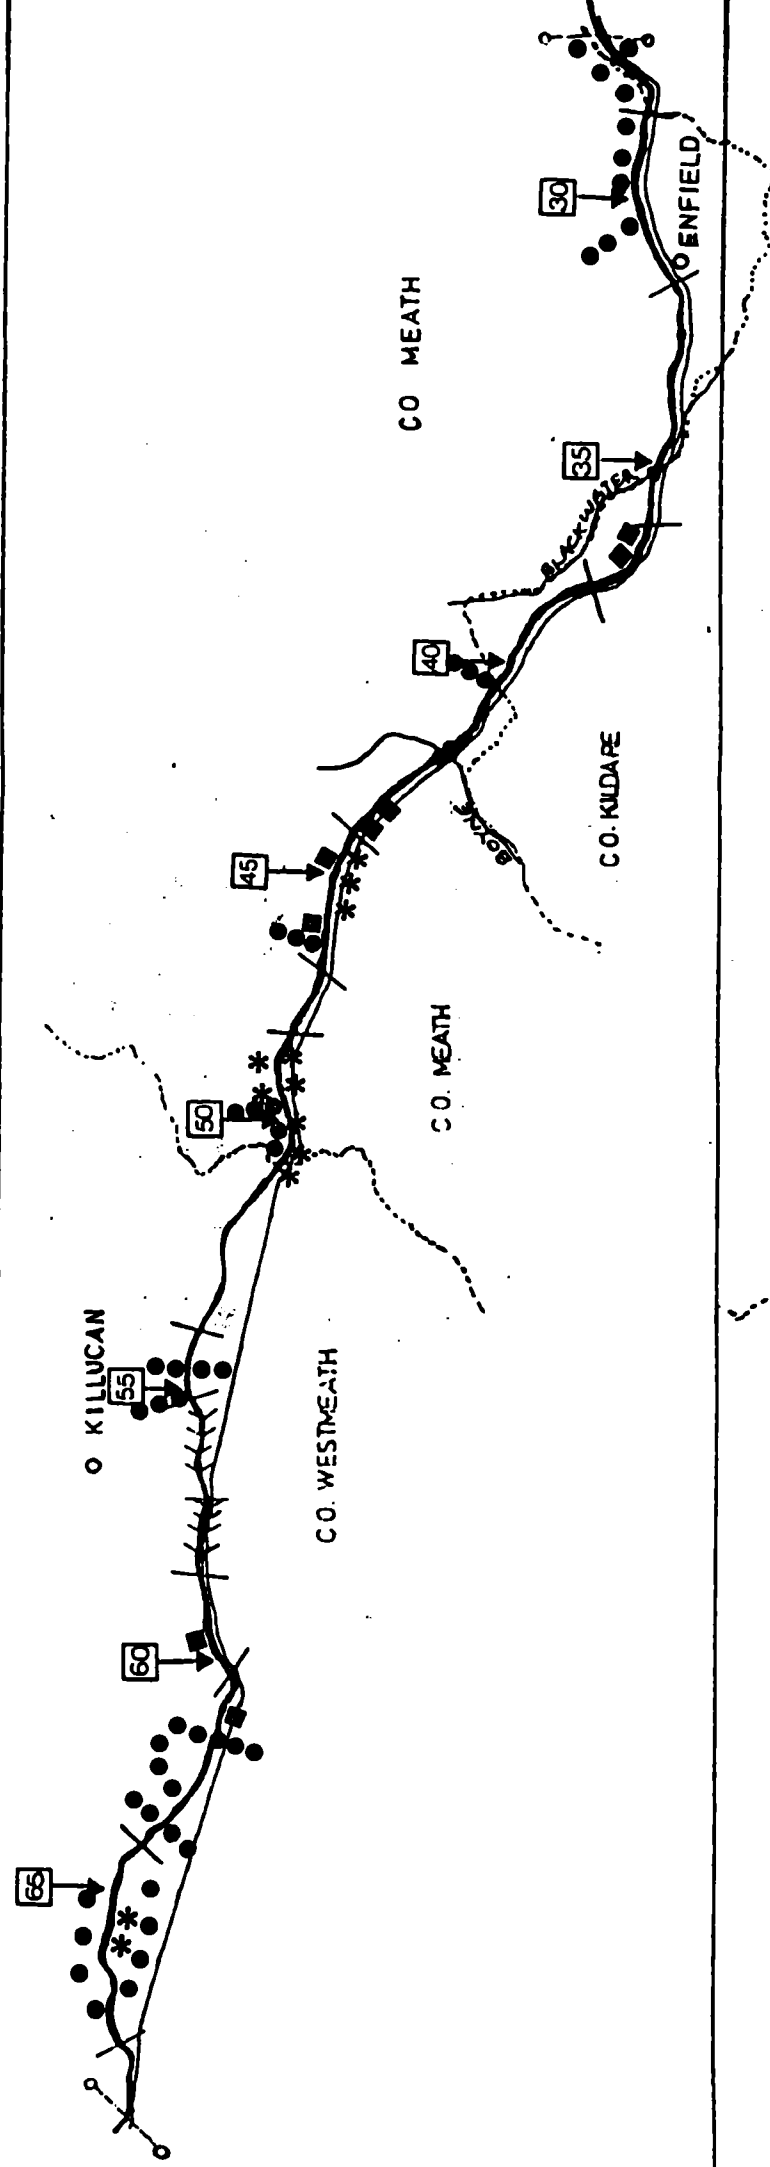 30
ENFIELD
CO MEATH
35
BLACKWATER
40
CO. KILDARE
BOYNE
45
CO. MEATH
50
KILLUCAN
55
CO. WESTMEATH
60
65